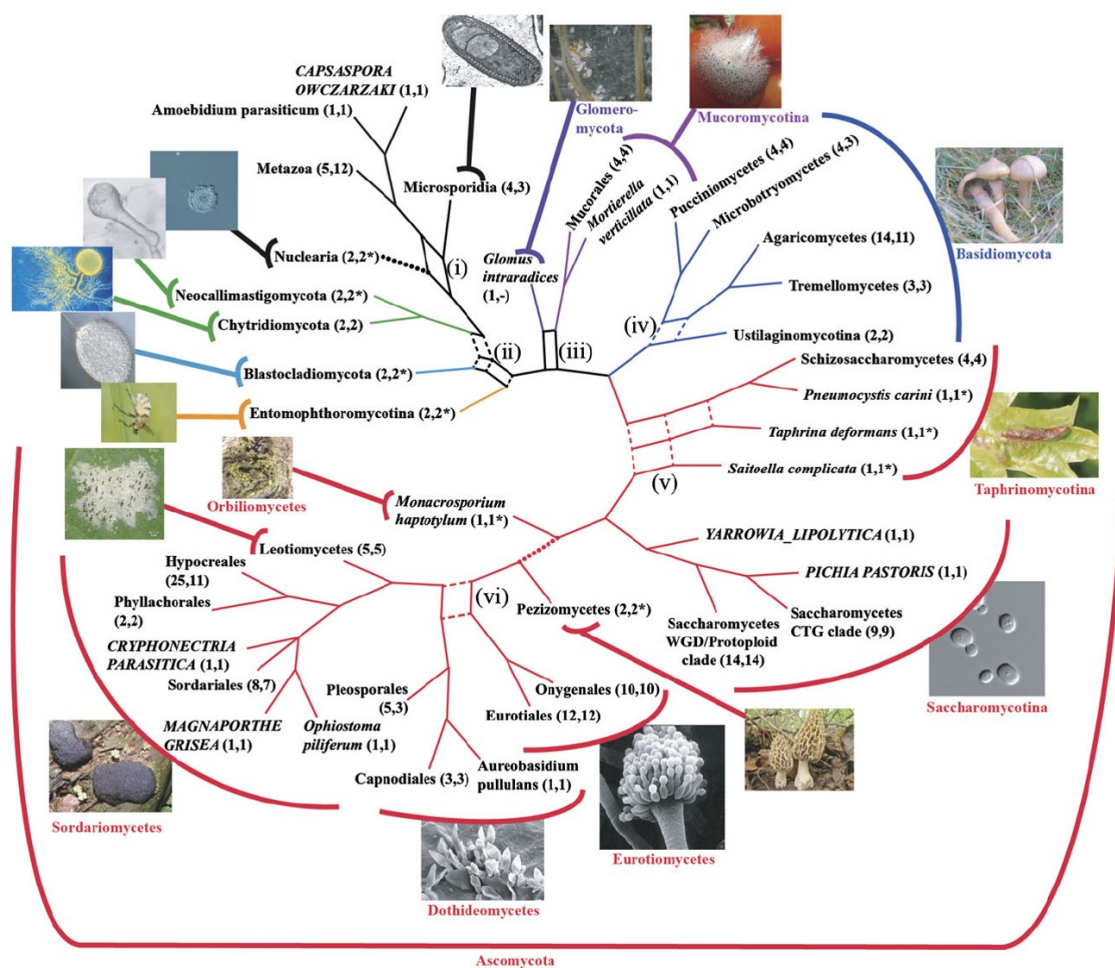 CAPSASPORA
OWCZARZAKI (1,1)
Amoebidium parasiticum
(1,1)
Metazoa (5,12)
Microsporidia (4,3)
Glomero-
mycota
Mucoromycotina
Nuclearia (2,2*)
(i)
Glomus
intraradices
(1,-)
Mucorales (4,4)
Mortierella
verticillata (1,1)
Pucciniomycetes (4,4)
Microbotryomycetes (4,3)
Agaricomycetes (14,11)
Basidiomycota
Tremellomycetes (3,3)
Neocallimastigomycota (2,2*)
Chytridiomycota (2,2)
(ii)
(iii)
(iv)
Ustilaginomycotina (2,2)
Schizosaccharomycetes (4,4)
Blastocladiomycota (2,2*)
Pneumocystis carini (1,1*)
Entomophthoromycotina (2,2*)
Taphrina deformans (1,1*)
Saitoella complicata (1,1*)
(v)
Taphrinomycotina
Orbiliomycetes
Monacrosporium
haptotylum (1,1*)
YARROWIA_LIPOLYTICA (1,1)
Leotiomycetes (5,5)
Hypocreales
(25,11)
PICHIA PASTORIS (1,1)
Phyllachorales
(2,2)
(vi)
Pezizomycetes (2,2*)
Saccharomycetes
WGD/Protoploid
clade (14,14)
Saccharomycetes
CTG clade (9,9)
CRYPHONECTRIA
PARASITICA (1,1)
Sordariales (8,7)
Pleosporales
(5,3)
Onygenales (10,10)
Eurotiales (12,12)
Saccharomycotina
MAGNAPORTHE
GRISEA (1,1)
Ophiostoma
piliferum (1,1)
Capnodiales (3,3)
Aureobasidium
pullulans (1,1)
Sordariomycetes
Eurotiomycetes
Dothideomycetes
Ascomycota